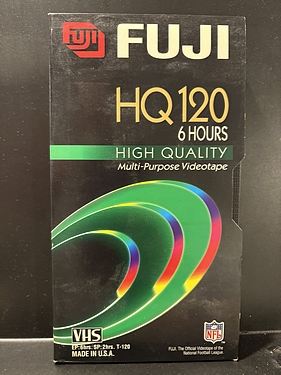 FUJI
FUJI
HQ 120
6 HOURS
HIGH QUALITY
Multi-Purpose Videotape
VHS
EP:6hrs. SP:2hrs. T-120
MADE IN U.S.A.
NFL
FUJI, The Official Videotape of the
National Football League.